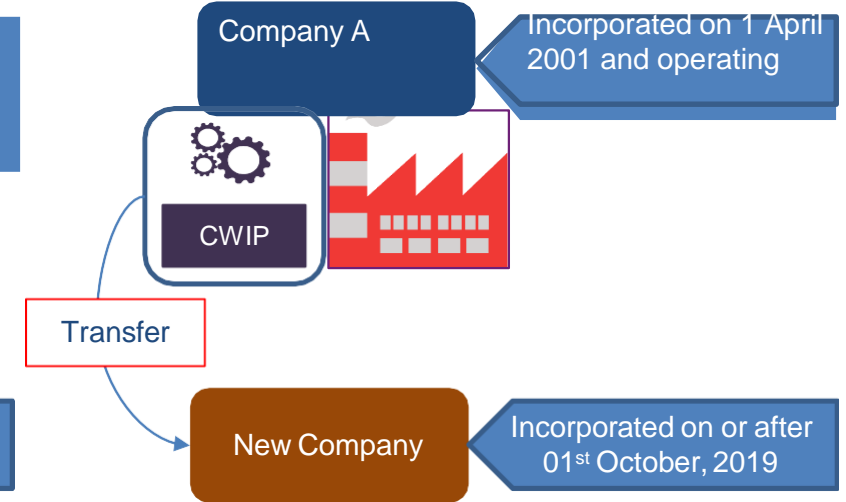 Company A
Incorporated on 1 April
2001 and operating
CWIP
Transfer
New Company
Incorporated on or after
01st October, 2019